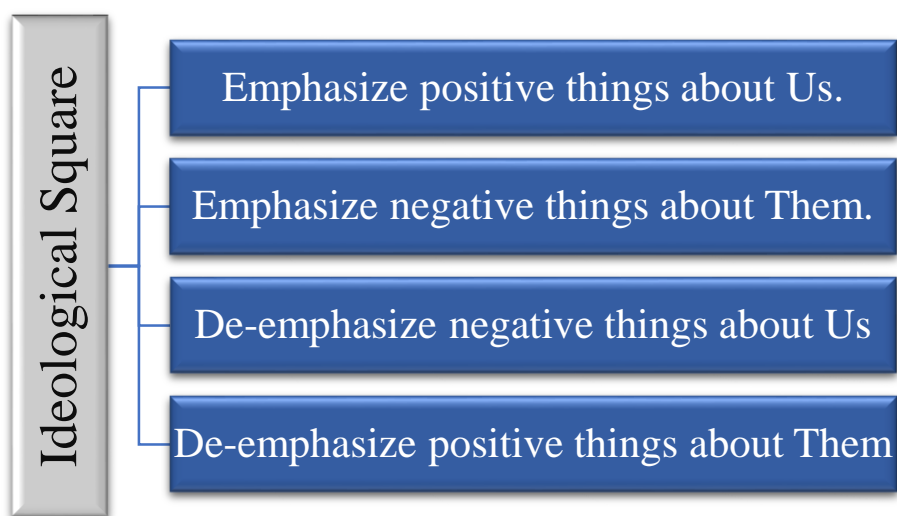 Ideological Square
Emphasize positive things about Us.
Emphasize negative things about Them.
De-emphasize negative things about Us
De-emphasize positive things about Them